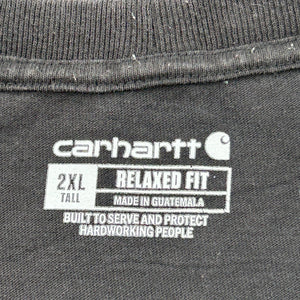 carhartt
2XL RELAXED FIT
TALL MADE IN GUATEMALA
BUILT TO SERVE AND PROTECT
HARDWORKING PEOPLE